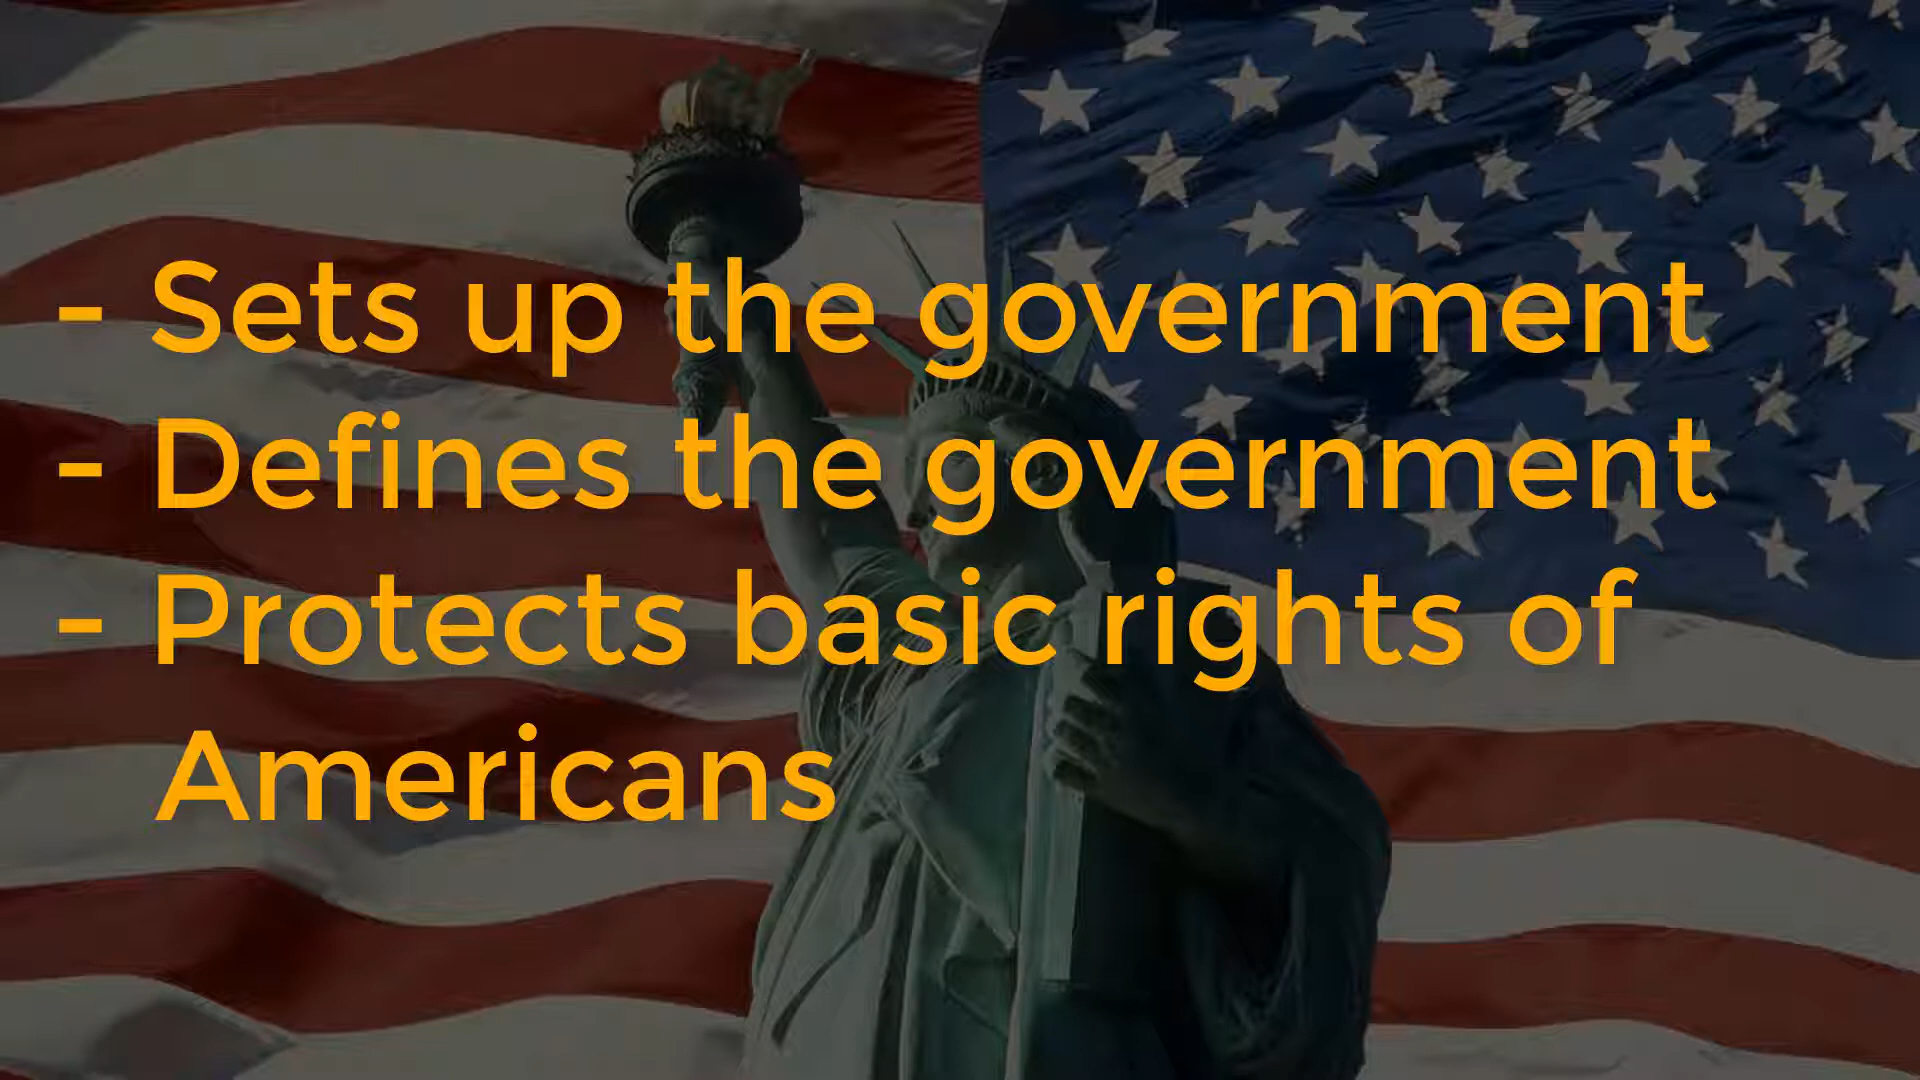 - Sets up the government
- Defines the government
- Protects basic rights of
Americans